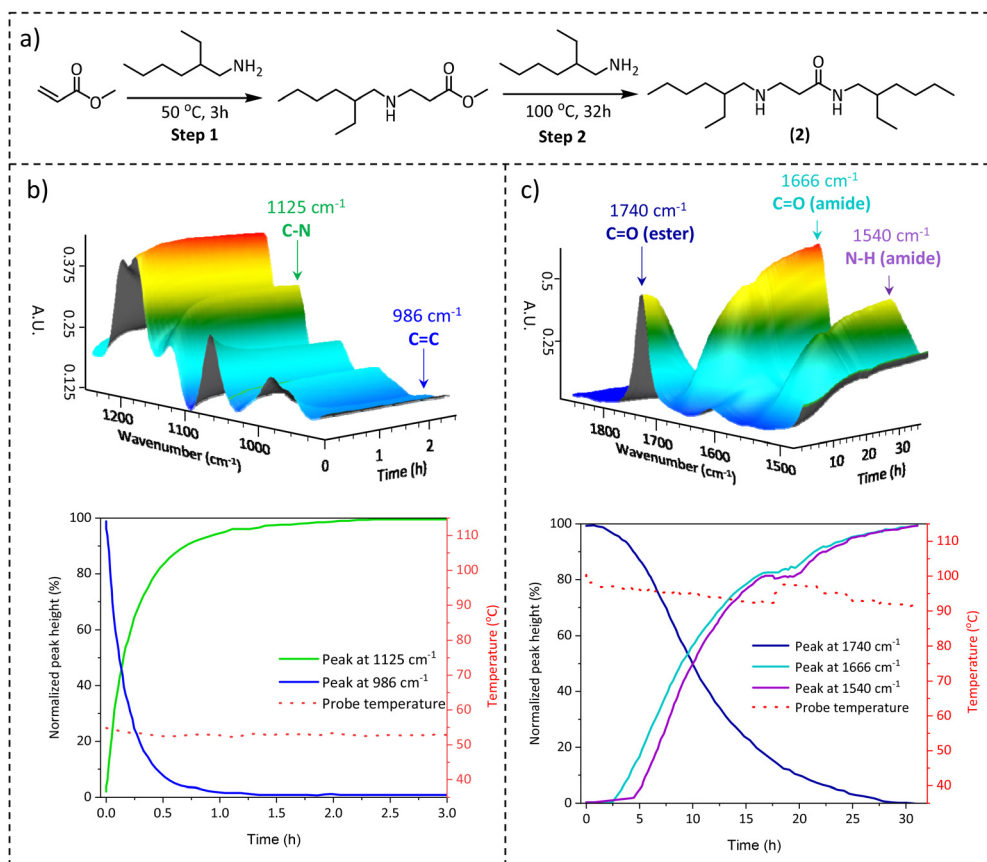 a)
O
O
NH₂
50 °C, 3h
Step 1
N
H
O
O
NH₂
100 °C, 32h
Step 2
N
H
O
N
H
(2)
b)
1125 cm⁻¹
C-N
986 cm⁻¹
C=C
A.U.
0.375
0.25
0.125
1200
1100
1000
Wavenumber (cm⁻¹)
0
1
2
Time (h)
c)
1740 cm⁻¹
C=O (ester)
1666 cm⁻¹
C=O (amide)
1540 cm⁻¹
N-H (amide)
A.U.
0.5
0.25
1800
1700
1600
1500
Wavenumber (cm⁻¹)
10
20
30
Time (h)
Normalized peak height (%)
100
80
60
40
20
0
Peak at 1125 cm⁻¹
Peak at 986 cm⁻¹
Probe temperature
110
100
90
80
70
60
50
40
Temperature (°C)
0.0 0.5 1.0 1.5 2.0 2.5 3.0
Time (h)
Normalized peak height (%)
100
80
60
40
20
0
Peak at 1740 cm⁻¹
Peak at 1666 cm⁻¹
Peak at 1540 cm⁻¹
Probe temperature
110
100
90
80
70
60
50
40
Temperature (°C)
0 5 10 15 20 25 30
Time (h)